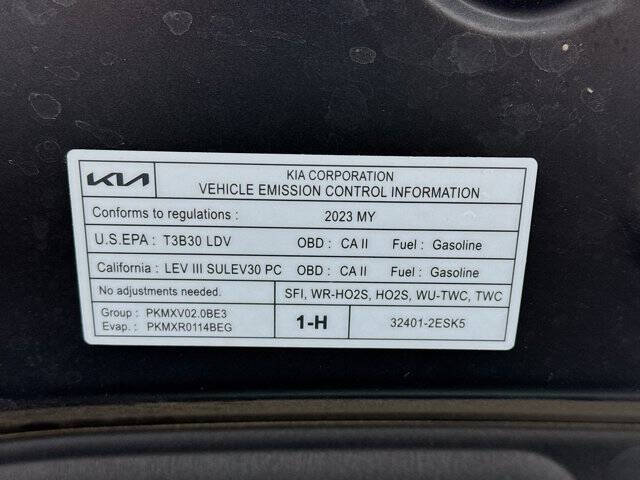 KIA
KIA CORPORATION
VEHICLE EMISSION CONTROL INFORMATION
Conforms to regulations : 2023 MY
U.S.EPA : T3B30 LDV OBD : CA II Fuel : Gasoline
California : LEV III SULEV30 PC OBD : CA II Fuel : Gasoline
No adjustments needed. SFI, WR-HO2S, HO2S, WU-TWC, TWC
Group : PKMXV02.0BE3
Evap. : PKMXR0114BEG
1-H
32401-2ESK5